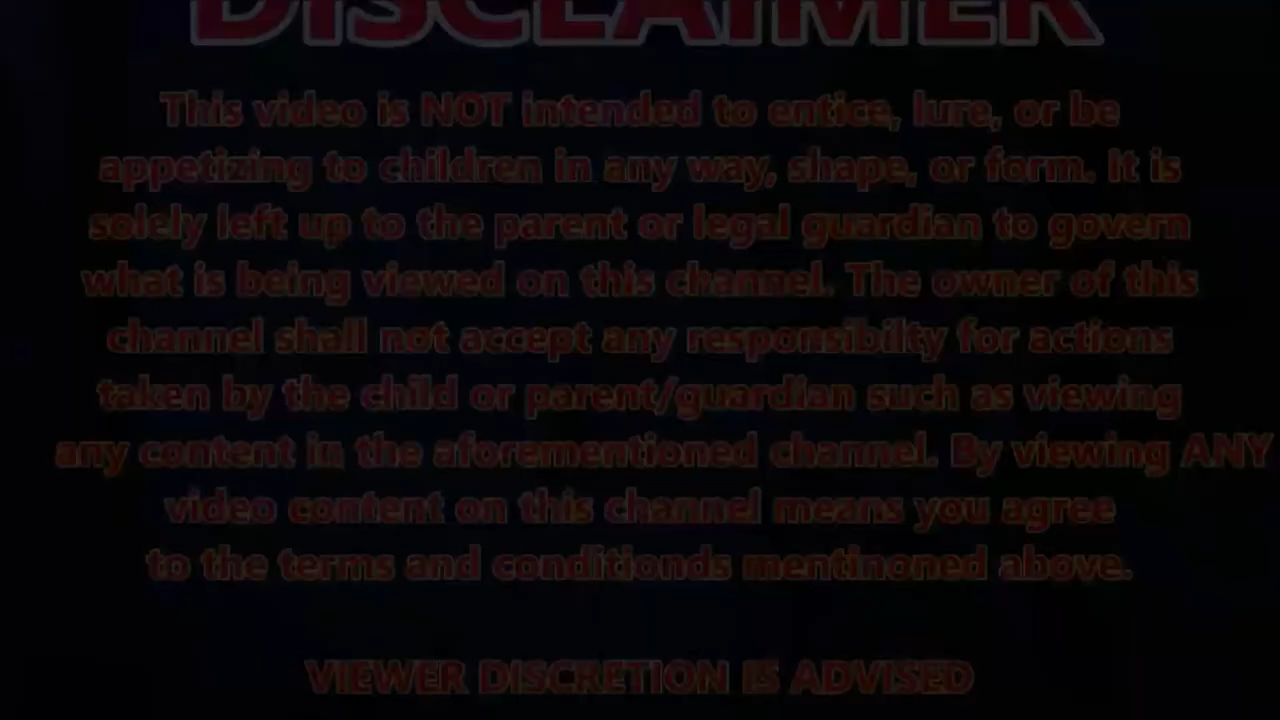 DISCLAIMER
This video is NOT intended to entice, lure, or be
appetizing to children in any way, shape, or form. It is
solely left up to the parent or legal guardian to govern
what is being viewed on this channel. The owner of this
channel shall not accept any responsibilty for actions
taken by the child or parent/guardian such as viewing
any content in the aforementioned channel. By viewing ANY
video content on this channel means you agree
to the terms and conditionds mentinoned above.
VIEWER DISCRETION IS ADVISED